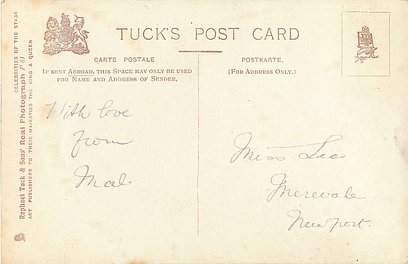 TUCK'S POST CARD
CARTE POSTALE
POSTKARTE.
IF SENT ABROAD, THIS SPACE MAY ONLY BE USED
FOR NAME AND ADDRESS OF SENDER.
(FOR ADDRESS ONLY.)
With love
from
Mab
Miss Lea
Merevale
Newport.
CELEBRITIES OF THE STAGE
Raphael Tuck & Sons' Real Photograph P 61
ART PUBLISHERS TO THEIR MAJESTIES THE KING & QUEEN